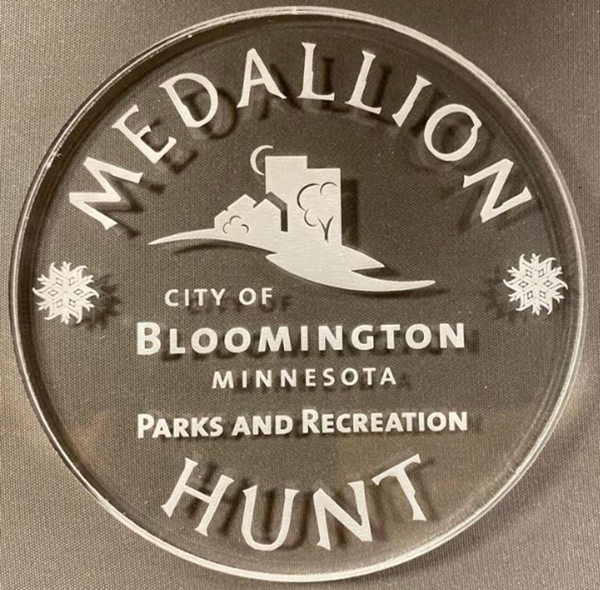 MEDALLION
CITY OF
BLOOMINGTON
MINNESOTA
PARKS AND RECREATION
HUNT